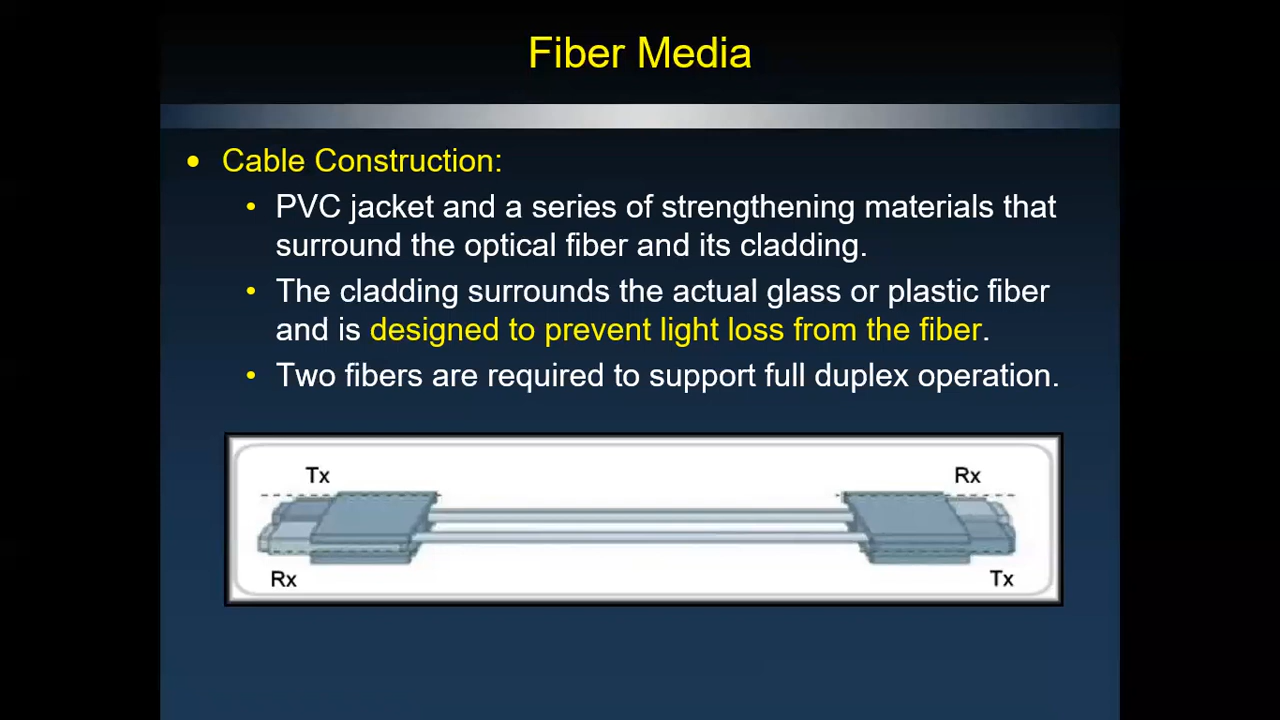 Fiber Media
• Cable Construction:
• PVC jacket and a series of strengthening materials that
surround the optical fiber and its cladding.
• The cladding surrounds the actual glass or plastic fiber
and is designed to prevent light loss from the fiber.
• Two fibers are required to support full duplex operation.
Tx Rx
Rx Tx